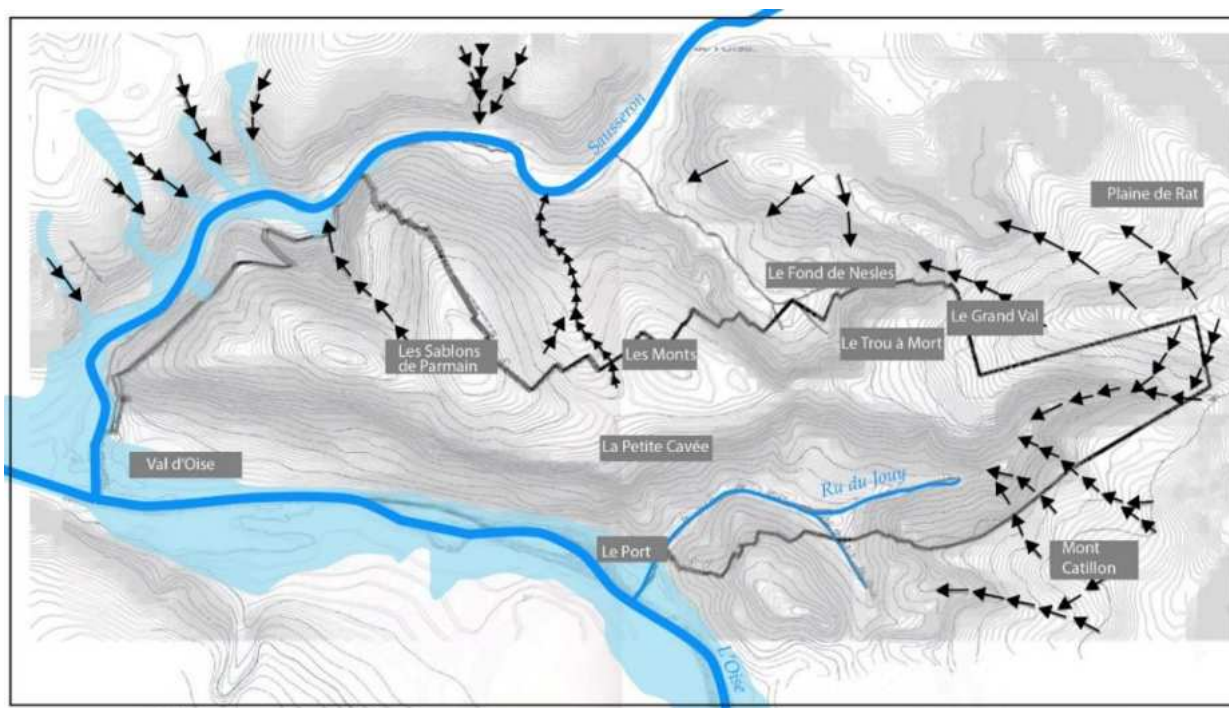 Sausseron
Plaine de Rat
Le Fond de Nesles
Le Grand Val
Les Sablons
de Parmain
Les Monts
Le Trou à Mort
La Petite Cavée
Val d'Oise
Ru du Jouy
Le Port
Mont
Catillon
L'Oise